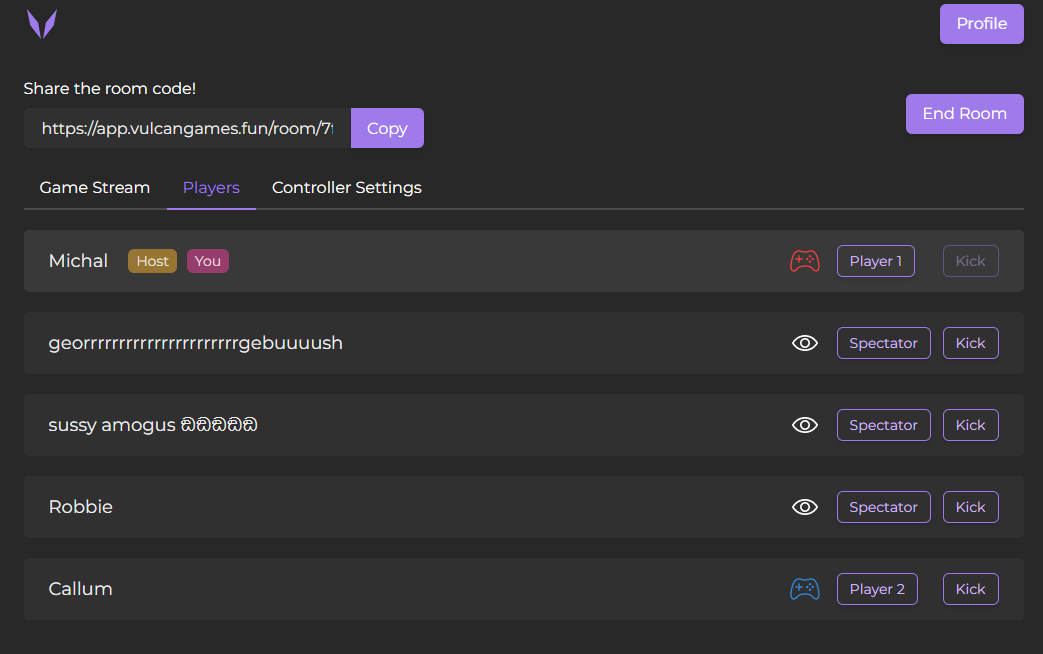 Profile
Share the room code!
https://app.vulcangames.fun/room/7
Copy
End Room
Game Stream Players Controller Settings
Michal Host You Player 1 Kick
georrrrrrrrrrrrrrrrrrrrrrgebuuuush Spectator Kick
sussy amogus ඞඞඞඞඞ Spectator Kick
Robbie Spectator Kick
Callum Player 2 Kick